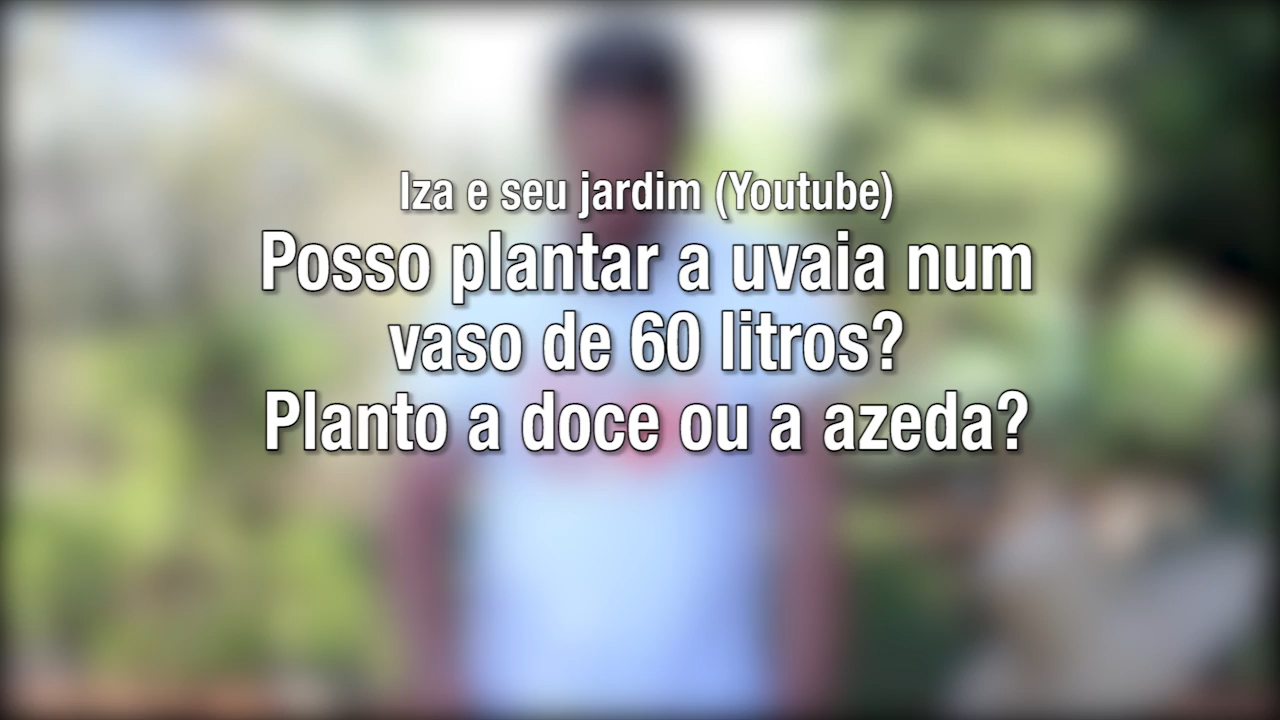 Iza e seu jardim (Youtube)
Posso plantar a uvaia num
vaso de 60 litros?
Planto a doce ou a azeda?